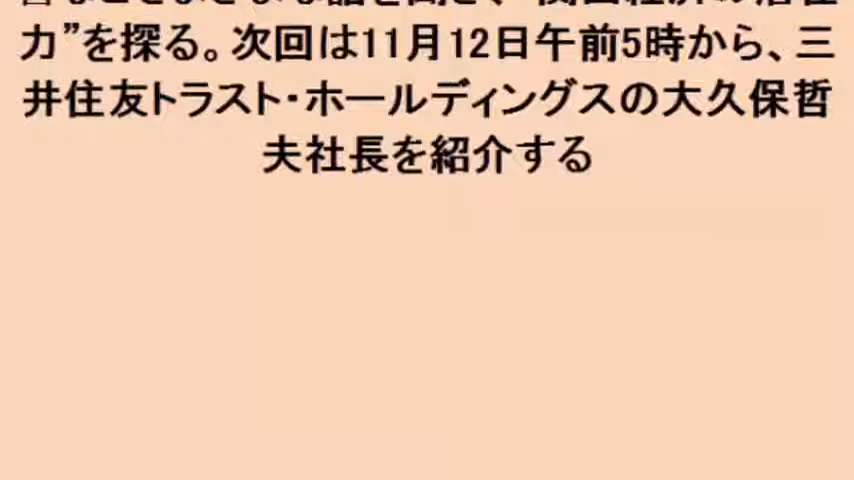 力”を探る。次回は11月12日午前5時から、三
井住友トラスト・ホールディングスの大久保哲
夫社長を紹介する